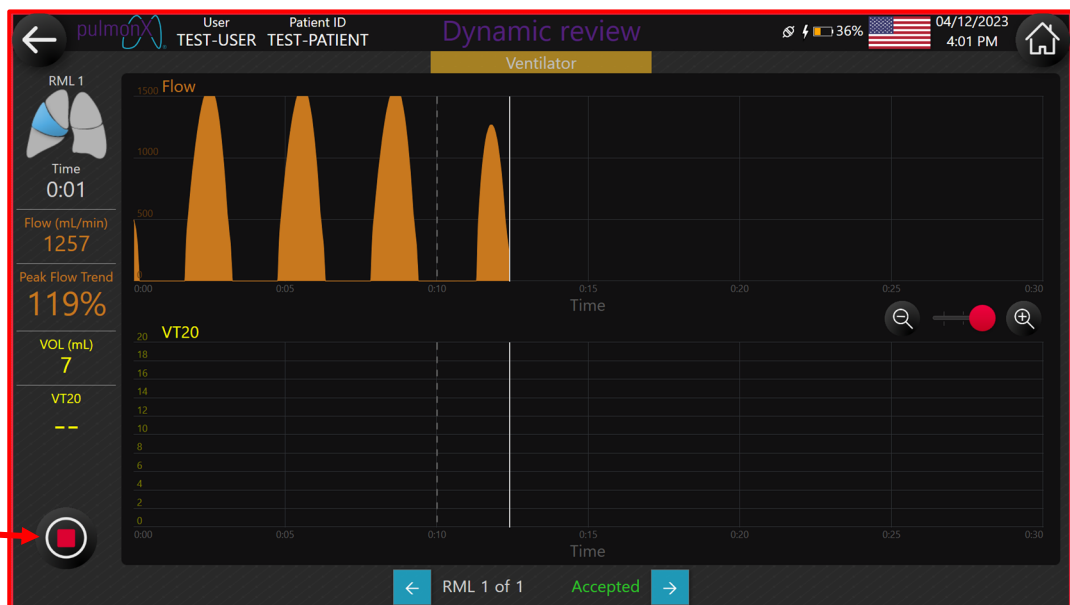 pulmonX
User
TEST-USER
Patient ID
TEST-PATIENT
Dynamic review
36%
04/12/2023
4:01 PM
Ventilator
RML 1
Time
0:01
Flow (mL/min)
1257
Peak Flow Trend
119%
VOL (mL)
7
VT20
--
Flow
1500
1000
500
0
0:00 0:05 0:10 0:15 0:20 0:25 0:30
Time
VT20
20
18
16
14
12
10
8
6
4
2
0
0:00 0:05 0:10 0:15 0:20 0:25 0:30
Time
RML 1 of 1 Accepted